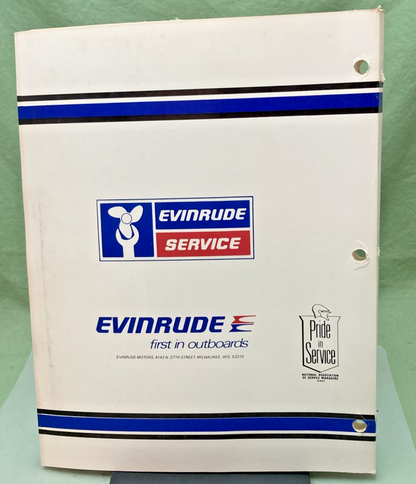 EVINRUDE
SERVICE
EVINRUDE
first in outboards
EVINRUDE MOTORS, 4143 N. 27TH STREET MILWAUKEE, WIS. 53216
Pride
in
Service
NATIONAL ASSOCIATION
OF SERVICE MANAGERS